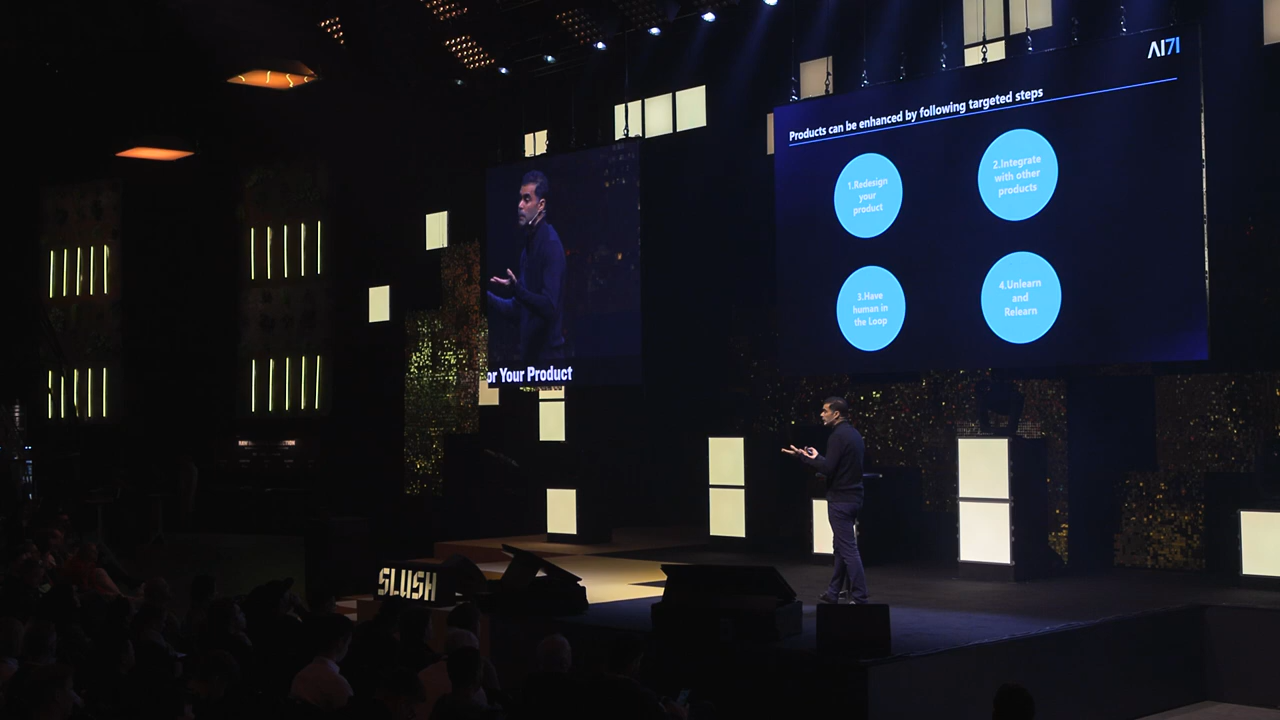 AI71
Products can be enhanced by following targeted steps
1.Radesign
your
product
2.Integrate
with other
products
3.Have
human in
the Loop
4.Unlearn
and
Relearn
or Your Product
SLUSH